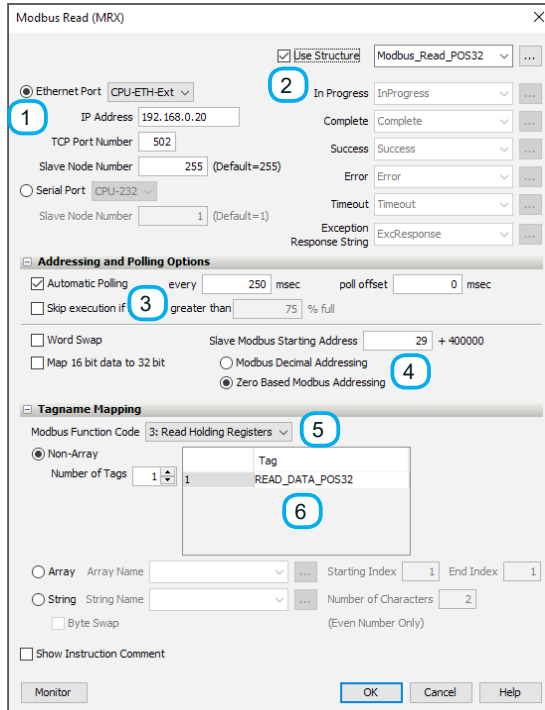 Modbus Read (MRX)
Use Structure Modbus_Read_POS32 ...
2
Ethernet Port CPU-ETH-Ext
1
IP Address 192.168.0.20
TCP Port Number 502
Slave Node Number 255 (Default=255)
Serial Port CPU-232
Slave Node Number 1 (Default=1)
In Progress InProgress ...
Complete Complete ...
Success Success ...
Error Error ...
Timeout Timeout ...
Exception
Response String ExcResponse ...
Addressing and Polling Options
Automatic Polling every 250 msec poll offset 0 msec
3
Skip execution if greater than 75 % full
Word Swap Slave Modbus Starting Address 29 + 400000
Map 16 bit data to 32 bit Modbus Decimal Addressing
4
Zero Based Modbus Addressing
Tagname Mapping
Modbus Function Code 3: Read Holding Registers 5
Non-Array
Number of Tags 1
Tag
1 READ_DATA_POS32
6
Array Array Name ... Starting Index 1 End Index 1
String String Name ... Number of Characters 2
Byte Swap (Even Number Only)
Show Instruction Comment
Monitor OK Cancel Help